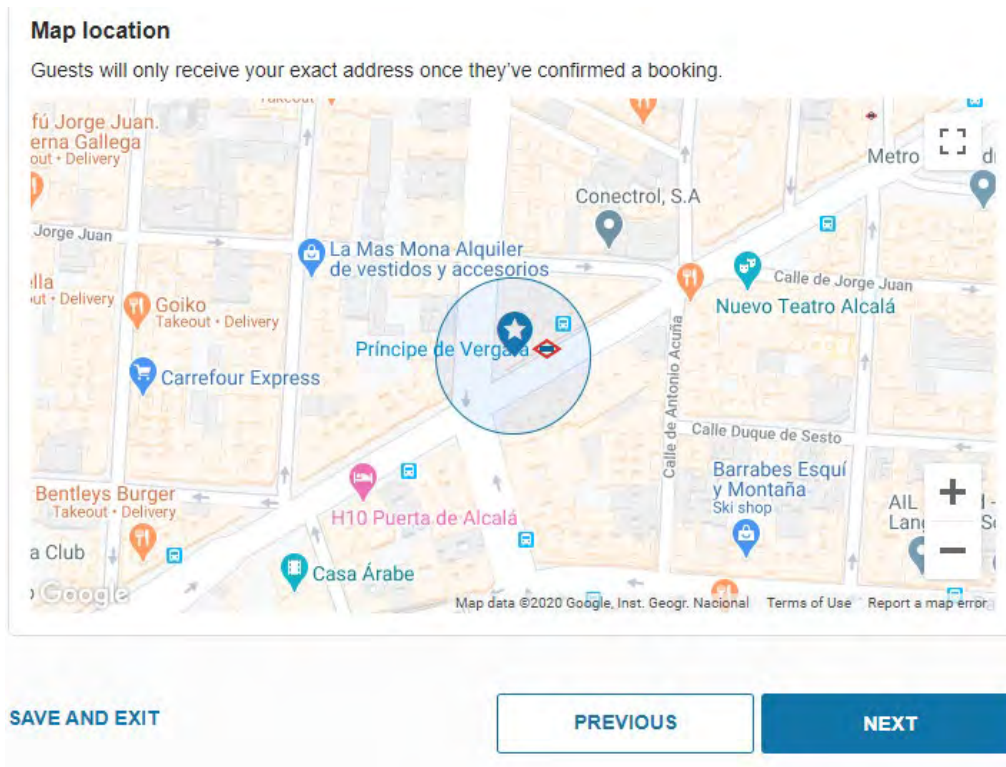 Map location
Guests will only receive your exact address once they've confirmed a booking.
Takeout
fú Jorge Juan.
erna Gallega
out • Delivery
Metro
Conectrol, S.A
Jorge Juan
La Mas Mona Alquiler
de vestidos y accesorios
Calle de Jorge Juan
ella
ut • Delivery
Goiko
Takeout • Delivery
Nuevo Teatro Alcalá
Príncipe de Vergara
Carrefour Express
Calle de Antonio Acuña
Calle Duque de Sesto
Barrabes Esquí
y Montaña
Ski shop
Bentleys Burger
Takeout • Delivery
H10 Puerta de Alcalá
AIL
Lan
a Club
Casa Árabe
Google
Map data ©2020 Google, Inst. Geogr. Nacional
Terms of Use
Report a map error
SAVE AND EXIT
PREVIOUS
NEXT